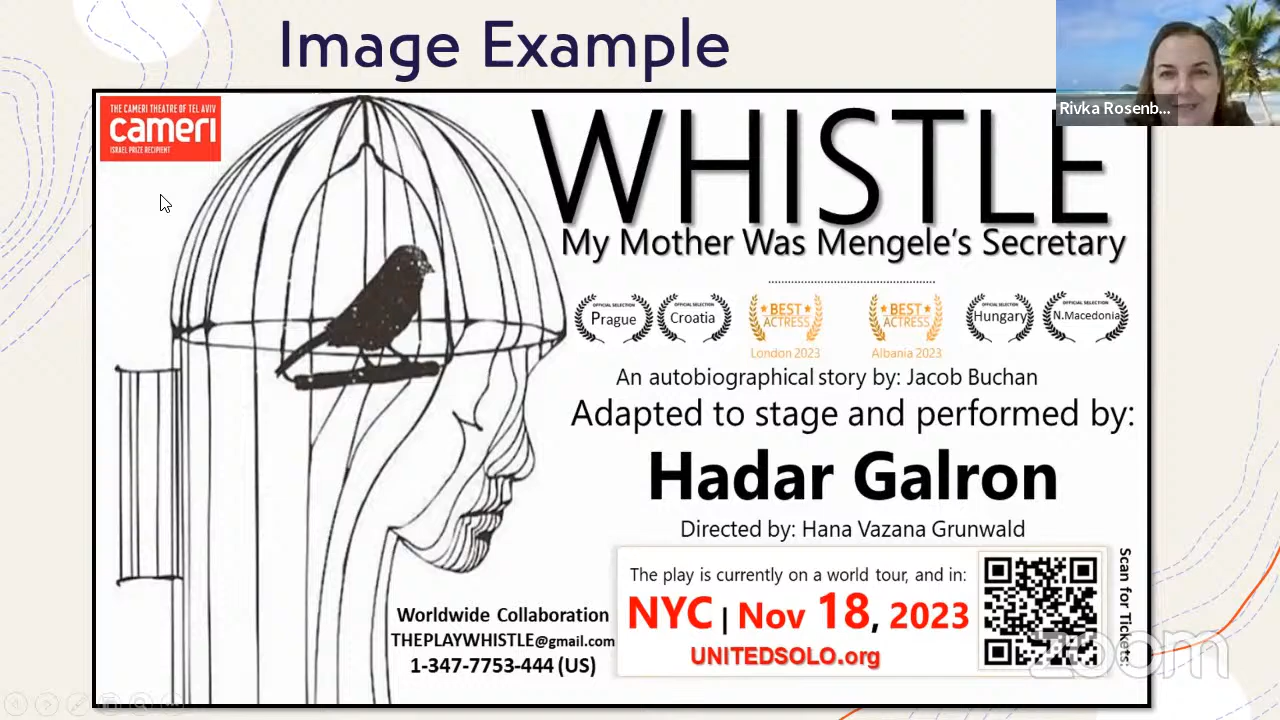 Image Example
Rivka Rosenb...
THE CAMERI THEATRE OF TEL AVIV
cameri
ISRAEL PRIZE RECIPIENT
WHISTLE
My Mother Was Mengele's Secretary
OFFICIAL SELECTION
Prague
OFFICIAL SELECTION
Croatia
BEST
ACTRESS
London 2023
BEST
ACTRESS
Albania 2023
OFFICIAL SELECTION
Hungary
OFFICIAL SELECTION
N.Macedonia
An autobiographical story by: Jacob Buchan
Adapted to stage and performed by:
Hadar Galron
Directed by: Hana Vazana Grunwald
The play is currently on a world tour, and in:
NYC | Nov 18, 2023
UNITEDSOLO.org
Scan for Tickets:
Worldwide Collaboration
THEPLAYWHISTLE@gmail.com
1-347-7753-444 (US)
zoom